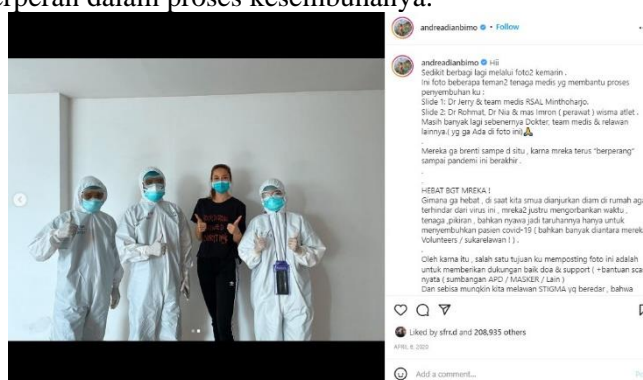 erperan dalam proses kesembuhanya.
andreadianbimo • Follow
andreadianbimo Hii
Sedikit berbagi lagi melalui foto2 kemarin .
Ini foto beberapa teman2 tenaga medis yg membantu proses
penyembuhan ku :
Slide 1: Dr Jerry & team medis RSAL Minthoharjo.
Slide 2: Dr Rohmat, Dr Nia & mas Imron ( perawat ) wisma atlet .
Masih banyak lagi sebenernya Dokter, team medis & relawan
lainnya.( yg ga Ada di foto ini)🙏
.
Mereka ga brenti sampe d situ , karna mreka terus "berperang"
sampai pandemi ini berakhir .
.
.
HEBAT BGT MREKA !
Gimana ga hebat , di saat kita smua dianjurkan diam di rumah aga
terhindar dari virus ini , mreka2 justru mengorbankan waktu ,
tenaga ,pikiran , bahkan nyawa jadi taruhannya hanya untuk
menyembuhkan pasien covid-19 ( bahkan banyak diantara merek
Volunteers / sukarelawan ! ) .
.
Oleh karna itu , salah satu tujuan ku memposting foto ini adalah
untuk memberikan dukungan baik doa & support ( +bantuan sca
nyata ( sumbangan APD / MASKER / Lain )
Dan sebisa mungkin kita melawan STIGMA yg beredar , bahwa
Liked by sfrr.d and 208,935 others
APRIL 8, 2020
Add a comment...